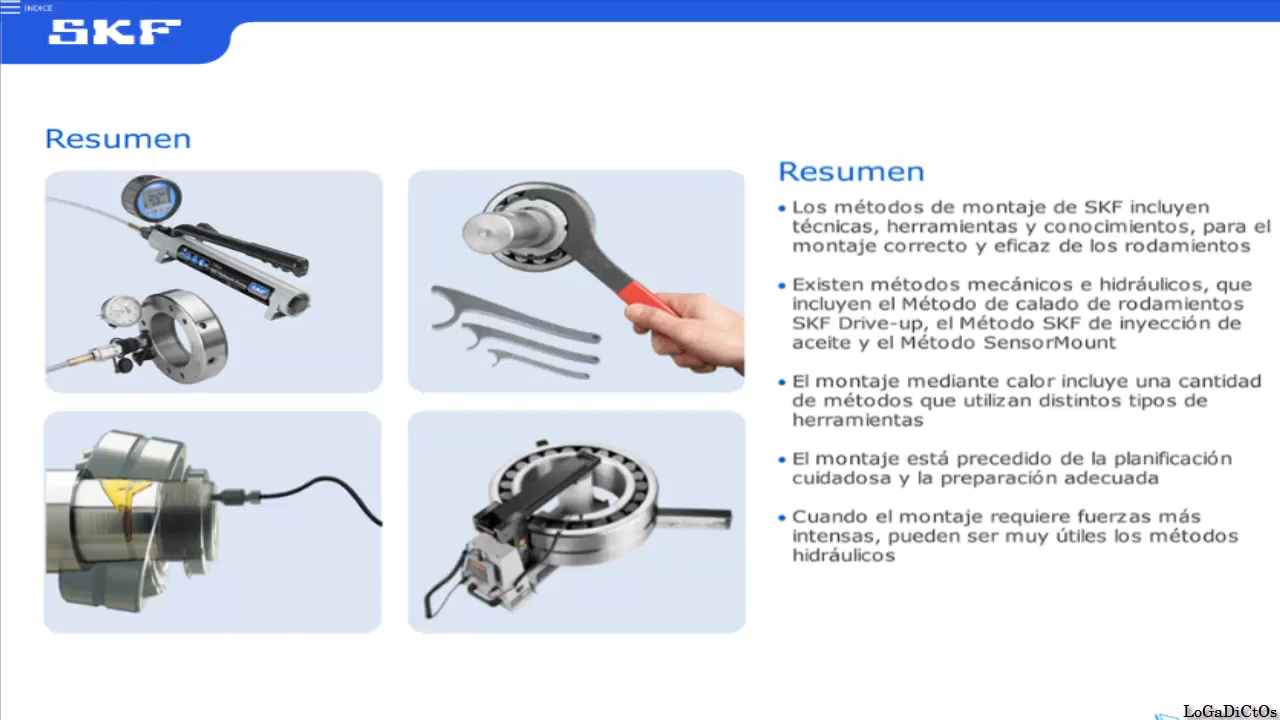 ÍNDICE
SKF
Resumen
Resumen
• Los métodos de montaje de SKF incluyen
técnicas, herramientas y conocimientos, para el
montaje correcto y eficaz de los rodamientos
• Existen métodos mecánicos e hidráulicos, que
incluyen el Método de calado de rodamientos
SKF Drive-up, el Método SKF de inyección de
aceite y el Método SensorMount
• El montaje mediante calor incluye una cantidad
de métodos que utilizan distintos tipos de
herramientas
• El montaje está precedido de la planificación
cuidadosa y la preparación adecuada
• Cuando el montaje requiere fuerzas más
intensas, pueden ser muy útiles los métodos
hidráulicos
LoGaDiCtOs